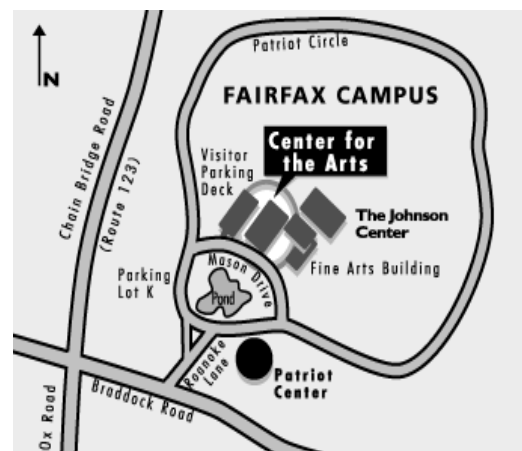 Patriot Circle
N
FAIRFAX CAMPUS
Center for
the Arts
Visitor
Parking
Deck
Chain Bridge Road
(Route 123)
The Johnson
Center
Mason Drive
Fine Arts Building
Parking
Lot K
Pond
Roanoke
Lane
Patriot
Center
Braddock Road
Ox Road